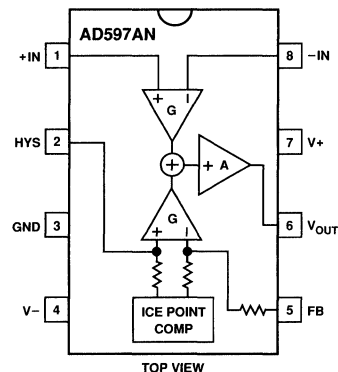 AD597AN
+IN 1
8 −IN
+ −
G
HYS 2
7 V+
+
+ A
G
+ −
GND 3
6 VOUT
V− 4
ICE POINT
COMP
5 FB
TOP VIEW